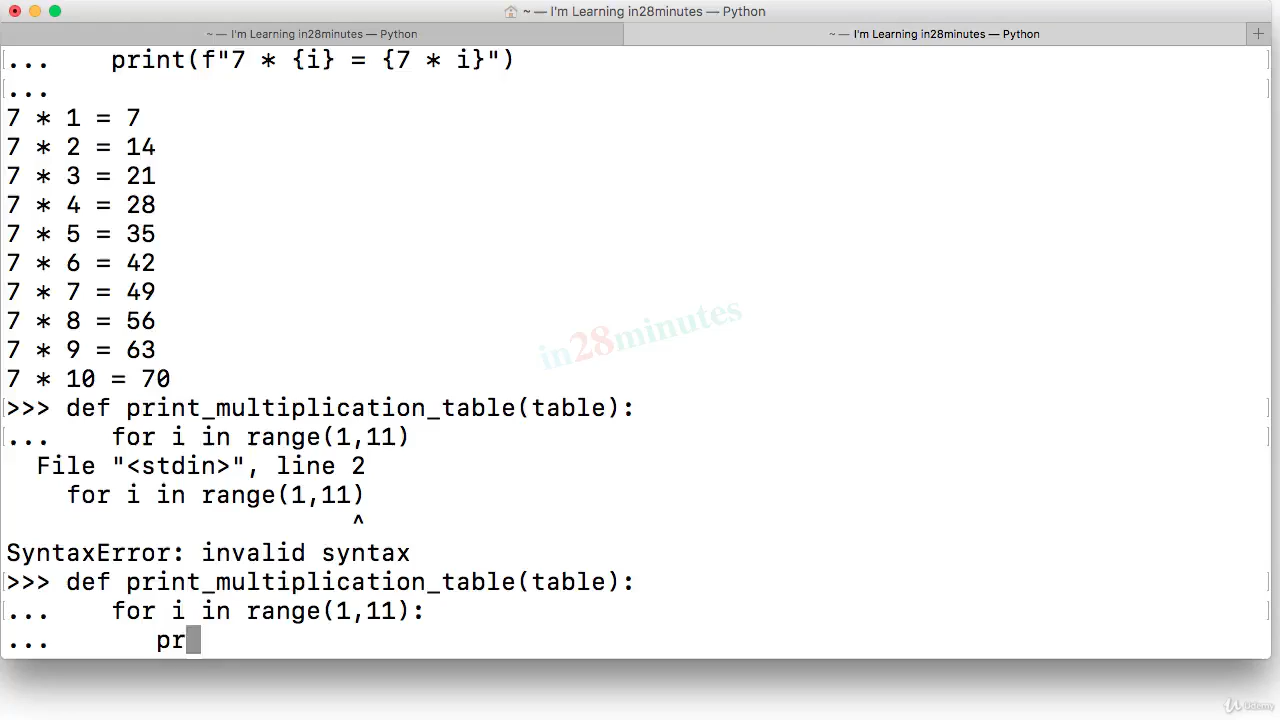 ~ — I'm Learning in28minutes — Python
~ — I'm Learning in28minutes — Python
~ — I'm Learning in28minutes — Python
...    print(f"7 * {i} = {7 * i}")
...
7 * 1 = 7
7 * 2 = 14
7 * 3 = 21
7 * 4 = 28
7 * 5 = 35
7 * 6 = 42
7 * 7 = 49
7 * 8 = 56
7 * 9 = 63
7 * 10 = 70
>>> def print_multiplication_table(table):
...    for i in range(1,11)
  File "<stdin>", line 2
    for i in range(1,11)
                       ^
SyntaxError: invalid syntax
>>> def print_multiplication_table(table):
...    for i in range(1,11):
...       pr
in28minutes
Udemy